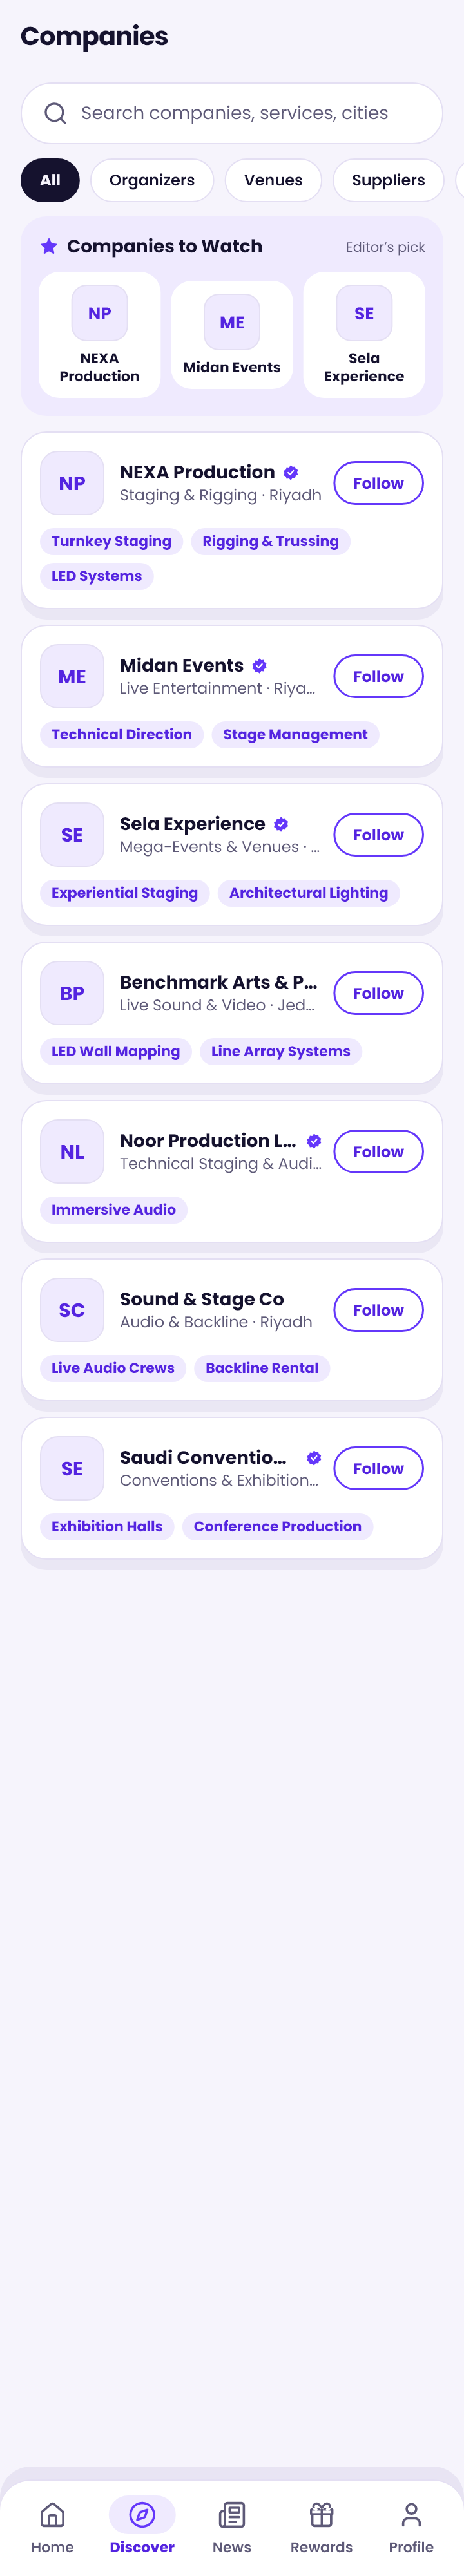 Companies
Search companies, services, cities
All
Organizers
Venues
Suppliers
Companies to Watch
Editor's pick
NP
NEXA
Production
ME
Midan Events
SE
Sela
Experience
NP
NEXA Production
Staging & Rigging · Riyadh
Follow
Turnkey Staging
Rigging & Trussing
LED Systems
ME
Midan Events
Live Entertainment · Riya...
Follow
Technical Direction
Stage Management
SE
Sela Experience
Mega-Events & Venues · ...
Follow
Experiential Staging
Architectural Lighting
BP
Benchmark Arts & P...
Live Sound & Video · Jed...
Follow
LED Wall Mapping
Line Array Systems
NL
Noor Production L...
Technical Staging & Audi...
Follow
Immersive Audio
SC
Sound & Stage Co
Audio & Backline · Riyadh
Follow
Live Audio Crews
Backline Rental
SE
Saudi Conventio...
Conventions & Exhibition...
Follow
Exhibition Halls
Conference Production
Home
Discover
News
Rewards
Profile